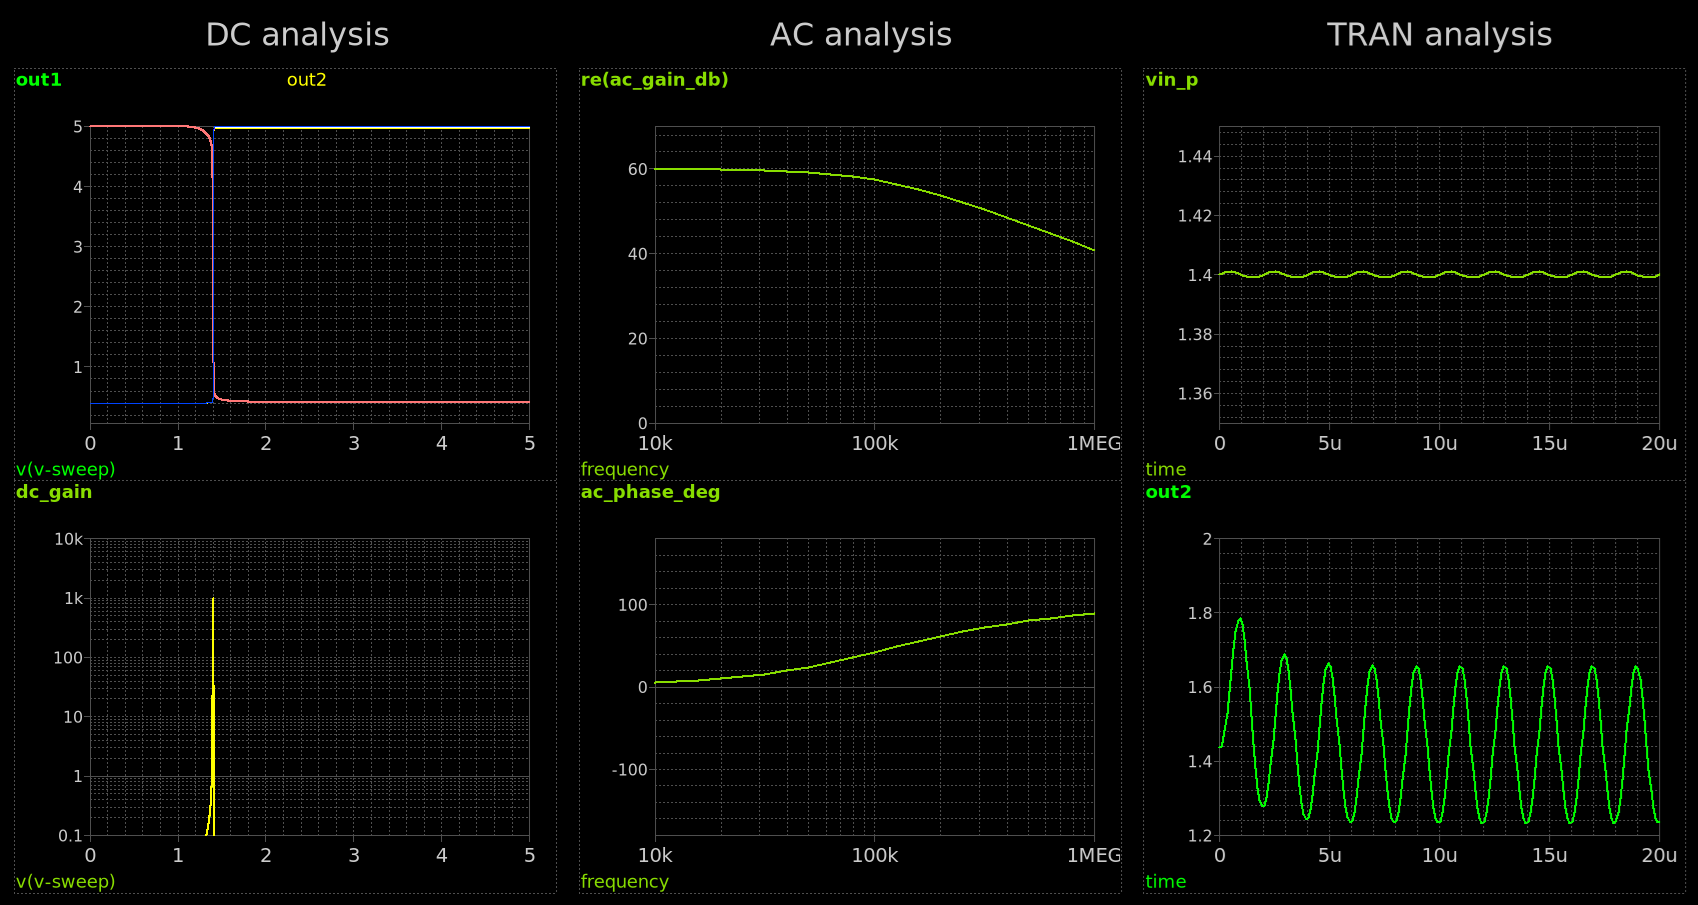 DC analysis
AC analysis
TRAN analysis
out1 out2
5
4
3
2
1
0 1 2 3 4 5
v(v-sweep)
re(ac_gain_db)
60
40
20
0
10k 100k 1MEG
frequency
vin_p
1.44
1.42
1.4
1.38
1.36
0 5u 10u 15u 20u
time
dc_gain
10k
1k
100
10
1
0.1
0 1 2 3 4 5
v(v-sweep)
ac_phase_deg
100
0
-100
10k 100k 1MEG
frequency
out2
2
1.8
1.6
1.4
1.2
0 5u 10u 15u 20u
time